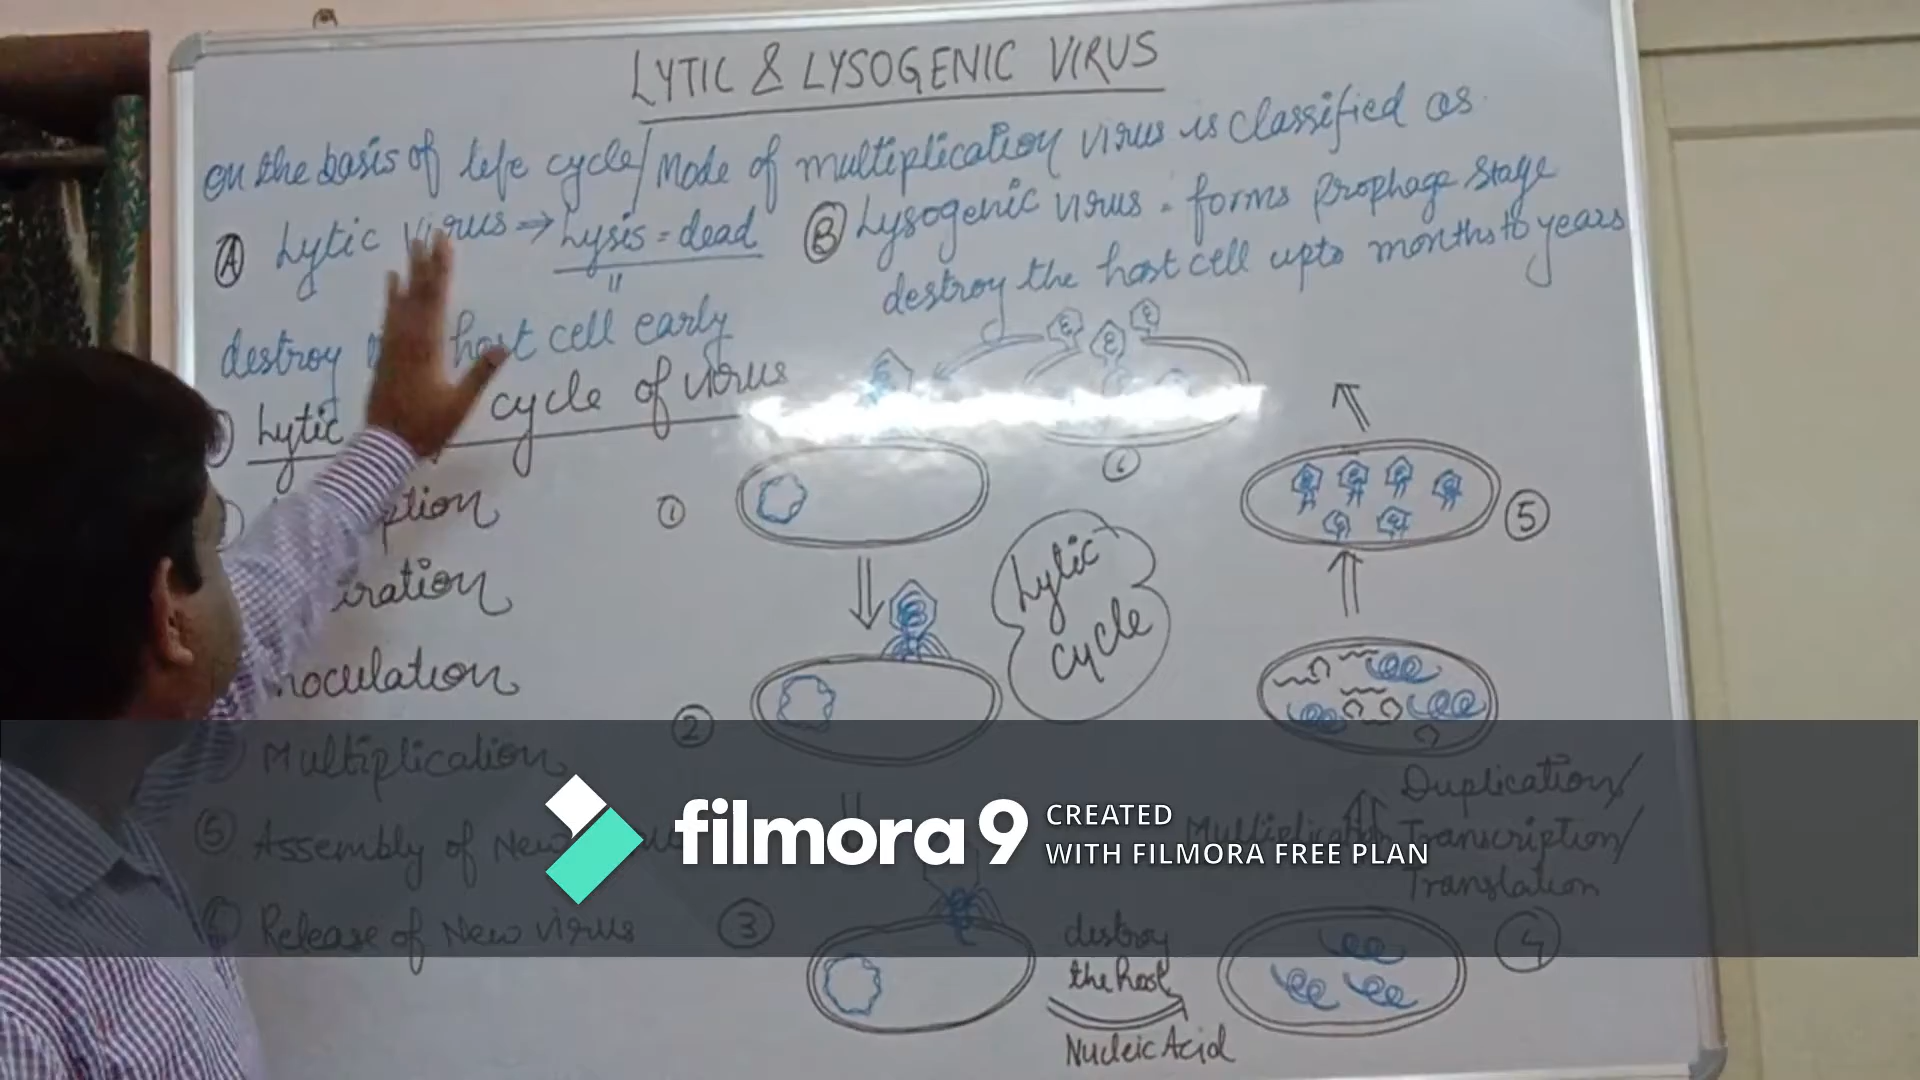 LYTIC & LYSOGENIC VIRUS
on the basis of life cycle/Mode of multiplication virus is classified as
A Lytic virus ⇒ Lysis = dead
"
destroy host cell early
B Lysogenic virus. forms prophage stage
destroy the host cell upto months to years
Lytic cycle of virus
ption
tration
noculation
Multiplication
5 Assembly of New
6 Release of New virus
1
2
3
Lytic
cycle
6
5
Multiplication
Duplication/
Transcription/
Translation
4
destroy
the host
Nucleic Acid
filmora 9
CREATED
WITH FILMORA FREE PLAN